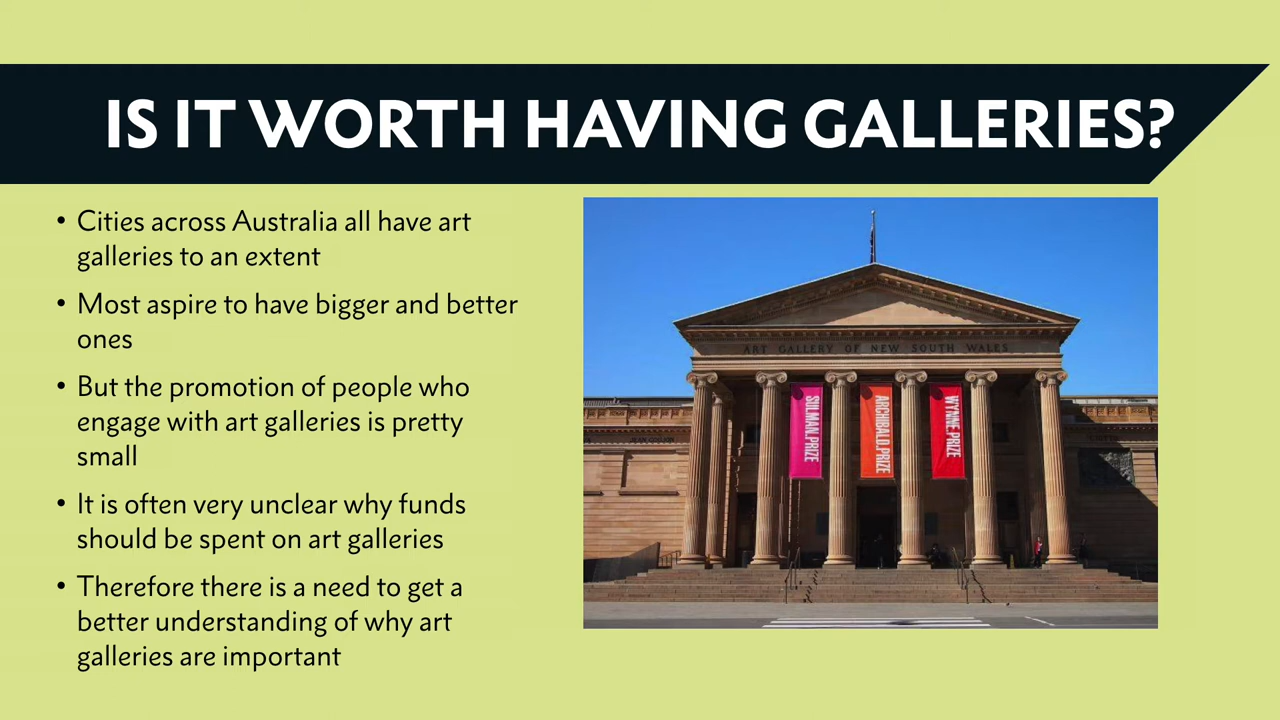 IS IT WORTH HAVING GALLERIES?
• Cities across Australia all have art
galleries to an extent
• Most aspire to have bigger and better
ones
• But the promotion of people who
engage with art galleries is pretty
small
• It is often very unclear why funds
should be spent on art galleries
• Therefore there is a need to get a
better understanding of why art
galleries are important
ART GALLERY OF NEW SOUTH WALES
SULMAN.PRIZE
ARCHIBALD.PRIZE
WYNNE.PRIZE